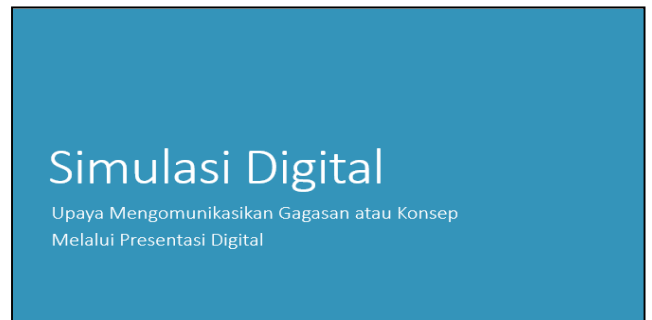 Simulasi Digital
Upaya Mengomunikasikan Gagasan atau Konsep
Melalui Presentasi Digital